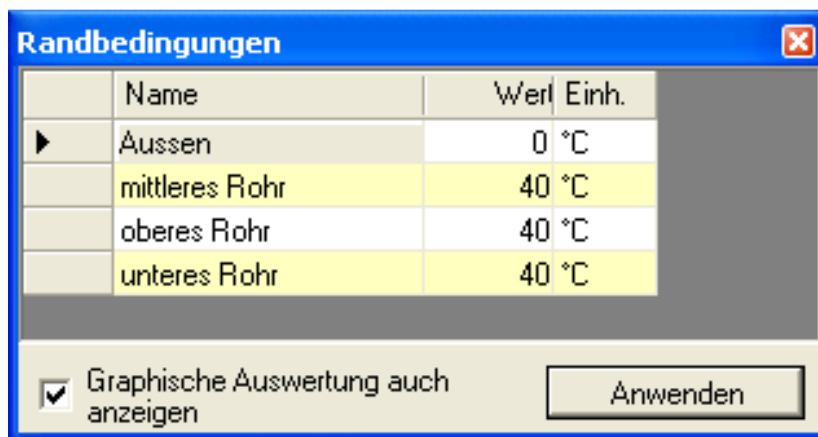 Randbedingungen
Name Wert Einh.
Aussen 0 °C
mittleres Rohr 40 °C
oberes Rohr 40 °C
unteres Rohr 40 °C
Graphische Auswertung auch
anzeigen
Anwenden